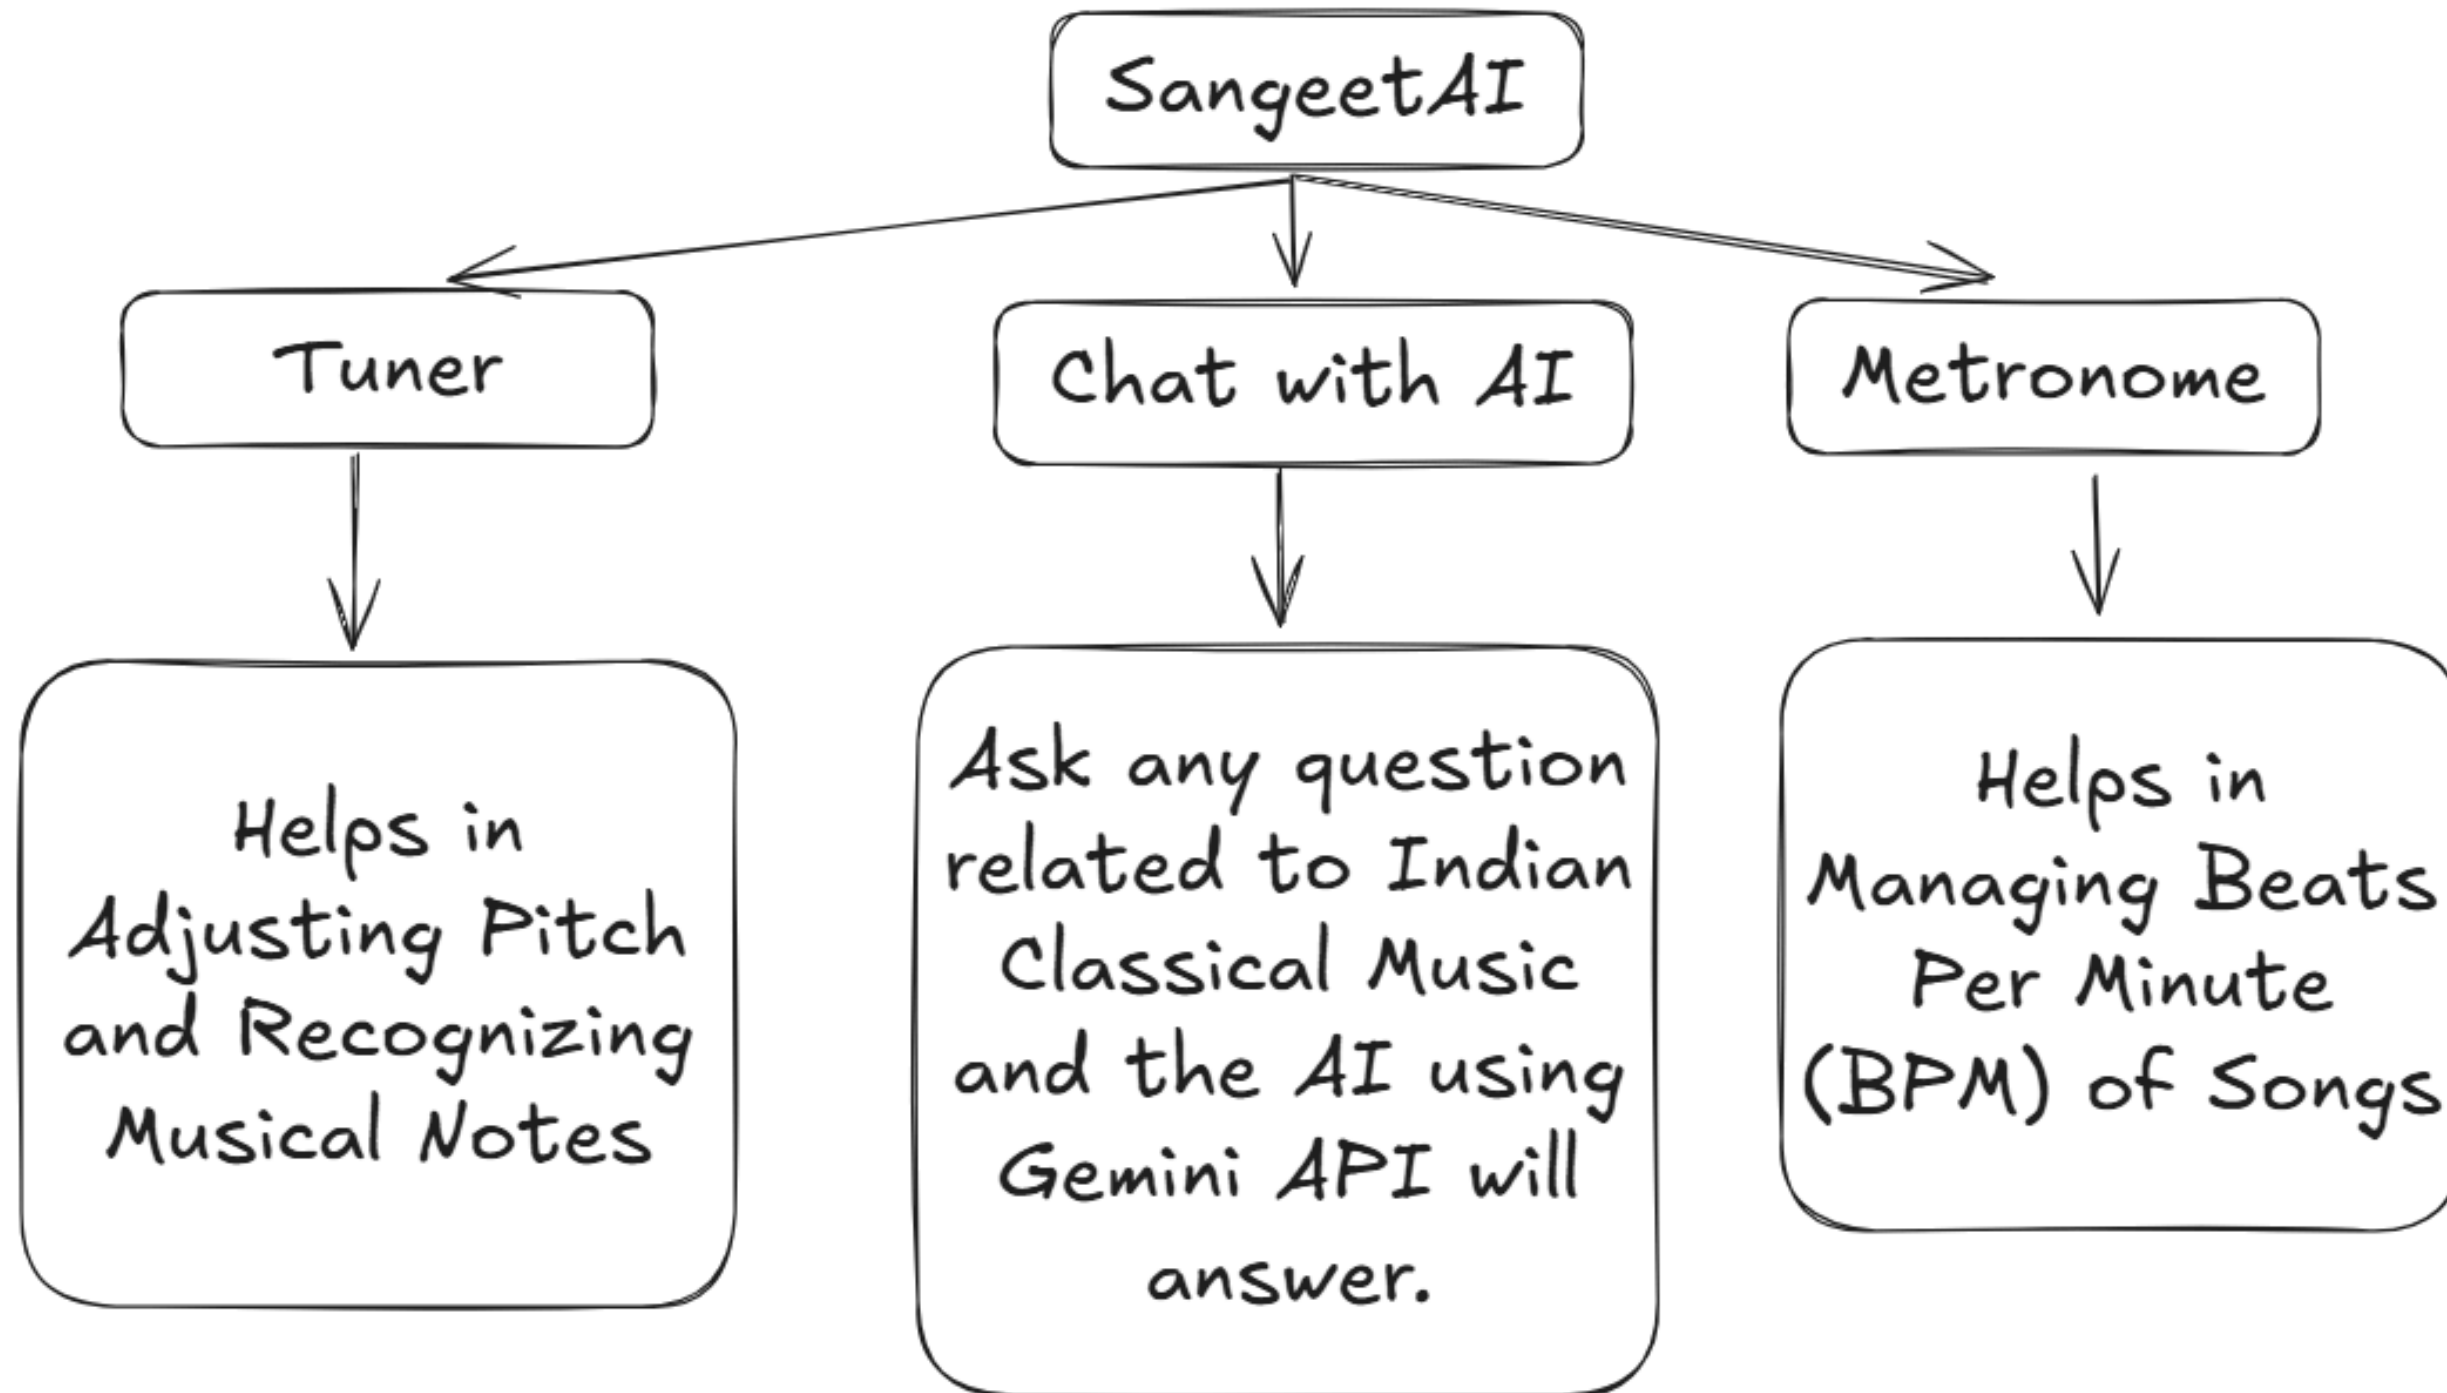 SangeetAI
Tuner
Chat with AI
Metronome
Helps in
Adjusting Pitch
and Recognizing
Musical Notes
Ask any question
related to Indian
Classical Music
and the AI using
Gemini API will
answer.
Helps in
Managing Beats
Per Minute
(BPM) of Songs